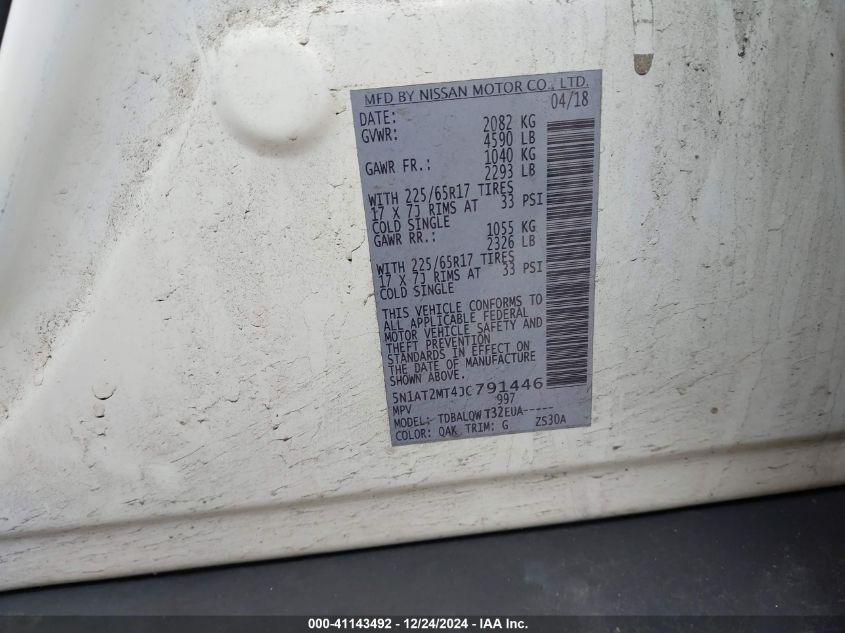 MFD BY NISSAN MOTOR CO., LTD.
DATE: 04/18
GVWR: 2082 KG
4590 LB
GAWR FR.: 1040 KG
2293 LB
WITH 225/65R17 TIRES
17 X 7J RIMS AT 33 PSI
COLD SINGLE
GAWR RR.: 1055 KG
2326 LB
WITH 225/65R17 TIRES
17 X 7J RIMS AT 33 PSI
COLD SINGLE
THIS VEHICLE CONFORMS TO
ALL APPLICABLE FEDERAL
MOTOR VEHICLE SAFETY AND
THEFT PREVENTION
STANDARDS IN EFFECT ON
THE DATE OF MANUFACTURE
SHOWN ABOVE.
5N1AT2MT4JC791446
MPV 997
MODEL: TDBALQWT32EUA-----
COLOR: QAK TRIM: G ZS30A
000-41143492 - 12/24/2024 - IAA Inc.